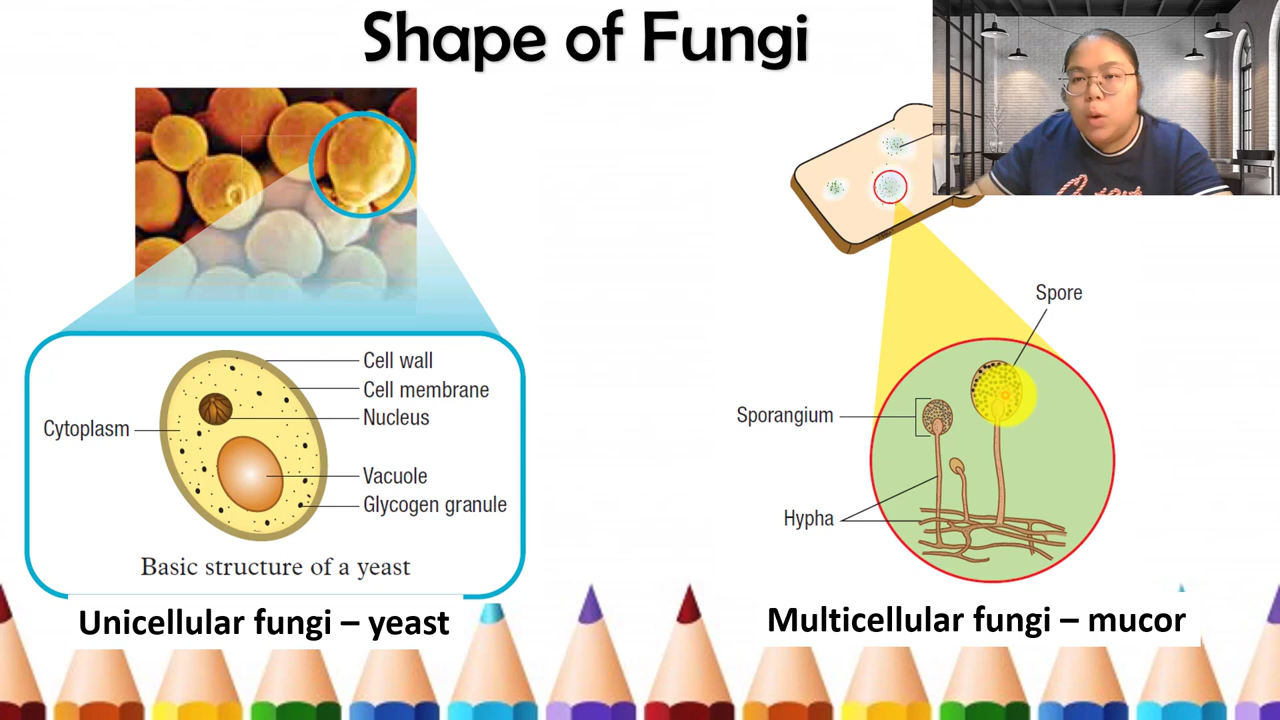 Shape of Fungi
Cell wall
Cell membrane
Nucleus
Cytoplasm
Vacuole
Glycogen granule
Basic structure of a yeast
Unicellular fungi – yeast
Spore
Sporangium
Hypha
Multicellular fungi – mucor